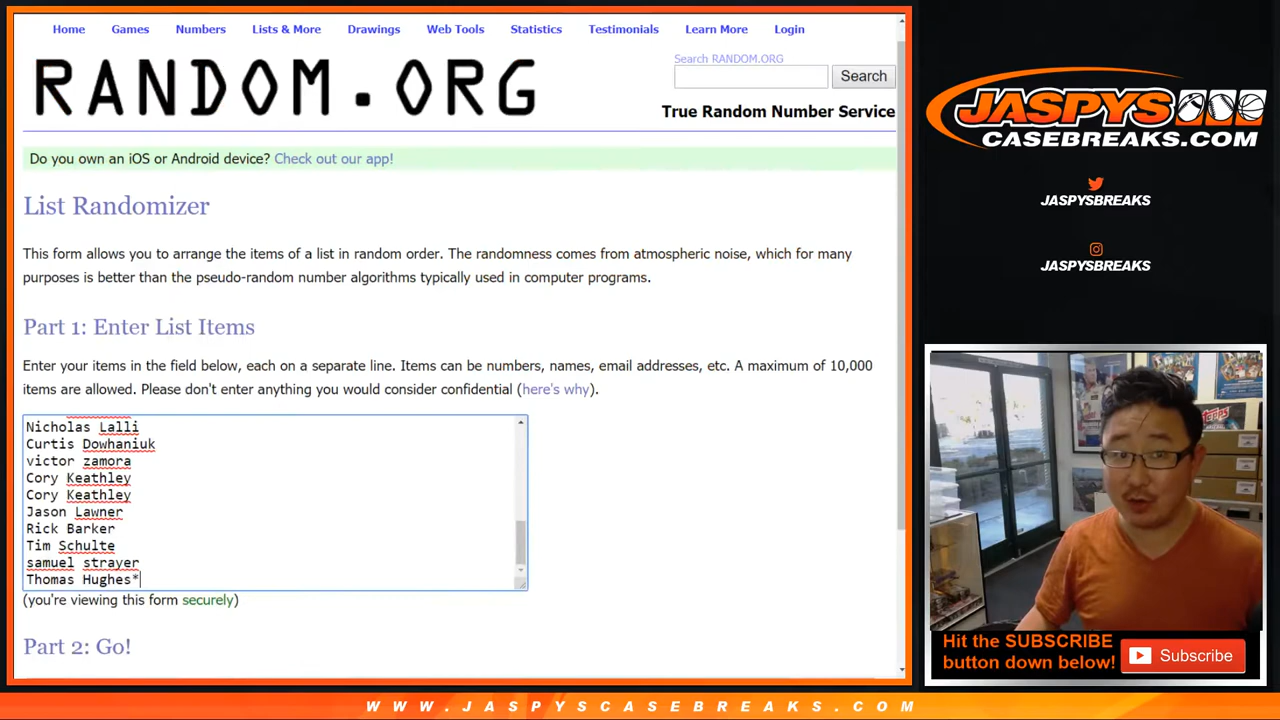 Home Games Numbers Lists & More Drawings Web Tools Statistics Testimonials Learn More Login
RANDOM.ORG
Search RANDOM.ORG
Search
True Random Number Service
Do you own an iOS or Android device? Check out our app!
List Randomizer
This form allows you to arrange the items of a list in random order. The randomness comes from atmospheric noise, which for many
purposes is better than the pseudo-random number algorithms typically used in computer programs.
Part 1: Enter List Items
Enter your items in the field below, each on a separate line. Items can be numbers, names, email addresses, etc. A maximum of 10,000
items are allowed. Please don't enter anything you would consider confidential (here's why).
Nicholas Lalli
Curtis Dowhaniuk
victor zamora
Cory Keathley
Cory Keathley
Jason Lawner
Rick Barker
Tim Schulte
samuel strayer
Thomas Hughes*
(you're viewing this form securely)
Part 2: Go!
JASPYS
CASEBREAKS.COM
JASPYSBREAKS
JASPYSBREAKS
topps
Hit the SUBSCRIBE
button down below!
Subscribe
WWW.JASPYSCASEBREAKS.COM